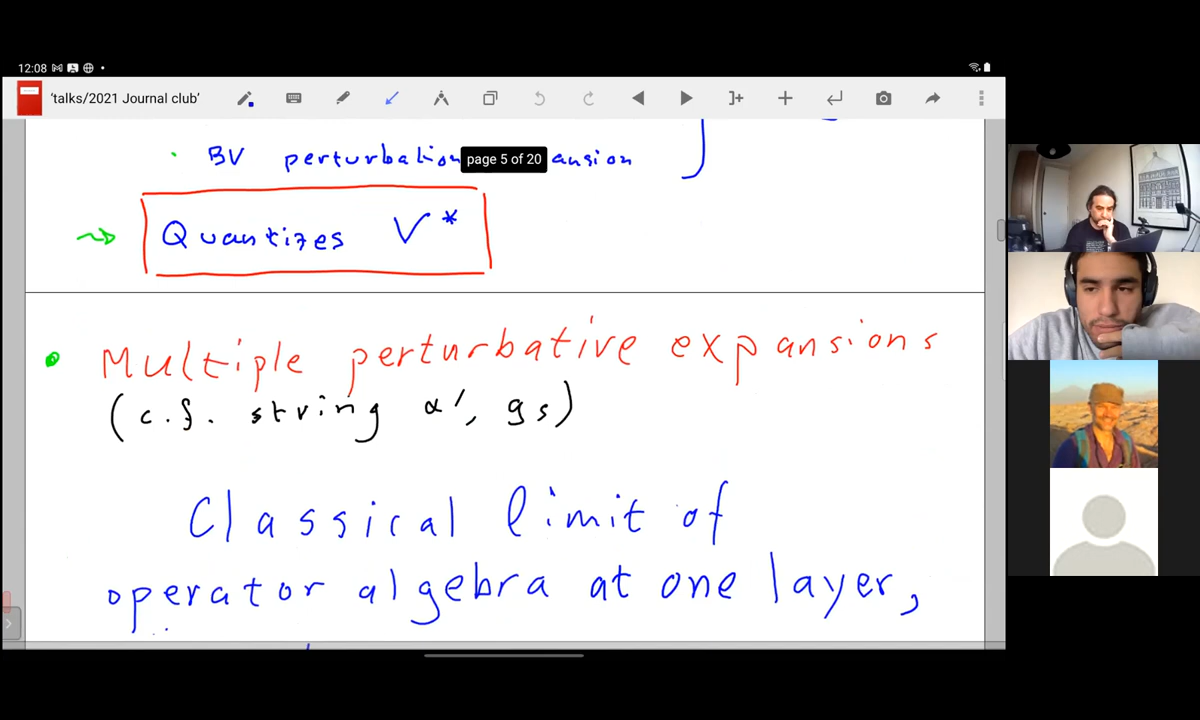 12:08
'talks/2021 Journal club'
• BV perturbation ansion
page 5 of 20
Quantizes V*
• Multiple perturbative expansions
(c.f. string α', gs)
Classical limit of
operator algebra at one layer,